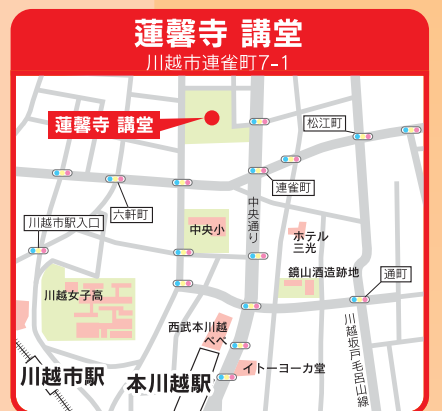 蓮馨寺 講堂
川越市連雀町7-1
松江町
蓮馨寺 講堂
連雀町
六軒町
川越市駅入口
中央小
中央通り
ホテル
三光
鏡山酒造跡地
通町
川越女子高
西武本川越
ペペ
川越坂戸毛呂山線
イトーヨーカ堂
川越市駅
本川越駅